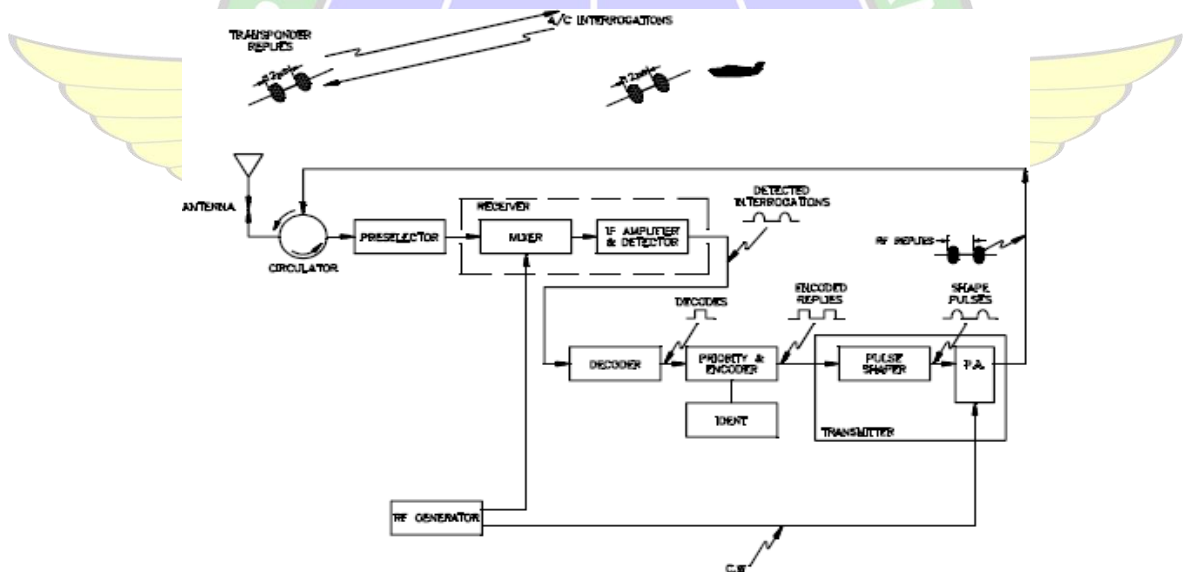 A/C INTERROGATIONS
TRANSPONDER
REPLIES
DETECTED
INTERROGATIONS
ANTENNA
RECEIVER
PRESELECTOR
MIXER
IF AMPLIFIER
& DETECTOR
RF REPLIES
CIRCULATOR
DECODES
ENCODED
REPLIES
SHAPE
PULSES
DECODER
PRIORITY &
ENCODER
PULSE
SHAPER
P.A.
IDENT
TRANSMITTER
RF GENERATOR
C.W